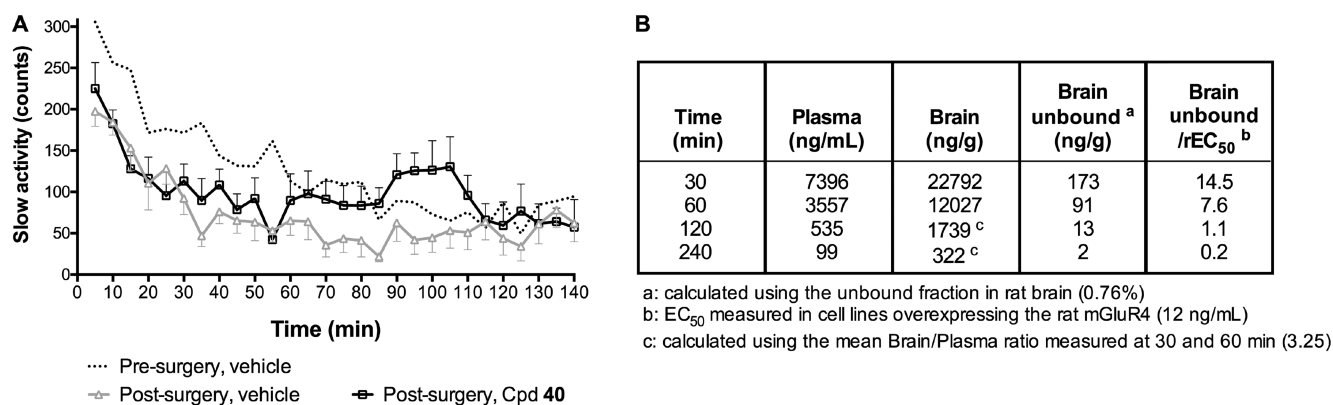 A
Slow activity (counts)
300
250
200
150
100
50
0
0 10 20 30 40 50 60 70 80 90 100 110 120 130 140
Time (min)
Pre-surgery, vehicle
Post-surgery, vehicle
Post-surgery, Cpd 40
B
Time (min) Plasma (ng/mL) Brain (ng/g) Brain unbound a (ng/g) Brain unbound /rEC50 b
30 7396 22792 173 14.5
60 3557 12027 91 7.6
120 535 1739 c 13 1.1
240 99 322 c 2 0.2
a: calculated using the unbound fraction in rat brain (0.76%)
b: EC50 measured in cell lines overexpressing the rat mGluR4 (12 ng/mL)
c: calculated using the mean Brain/Plasma ratio measured at 30 and 60 min (3.25)